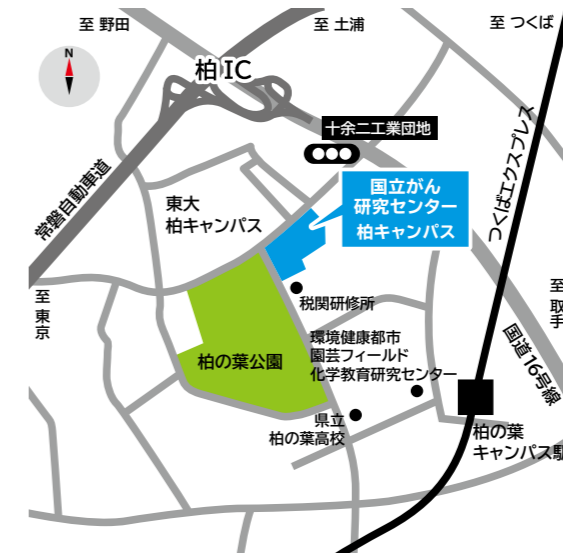 至 野田
至 土浦
至 つくば
N
柏 IC
十余二工業団地
つくばエクスプレス
常磐自動車道
東大
柏キャンパス
国立がん
研究センター
柏キャンパス
至 東京
税関研修所
至 取手
環境健康都市
園芸フィールド
化学教育研究センター
国道16号線
柏の葉公園
県立
柏の葉高校
柏の葉
キャンパス駅